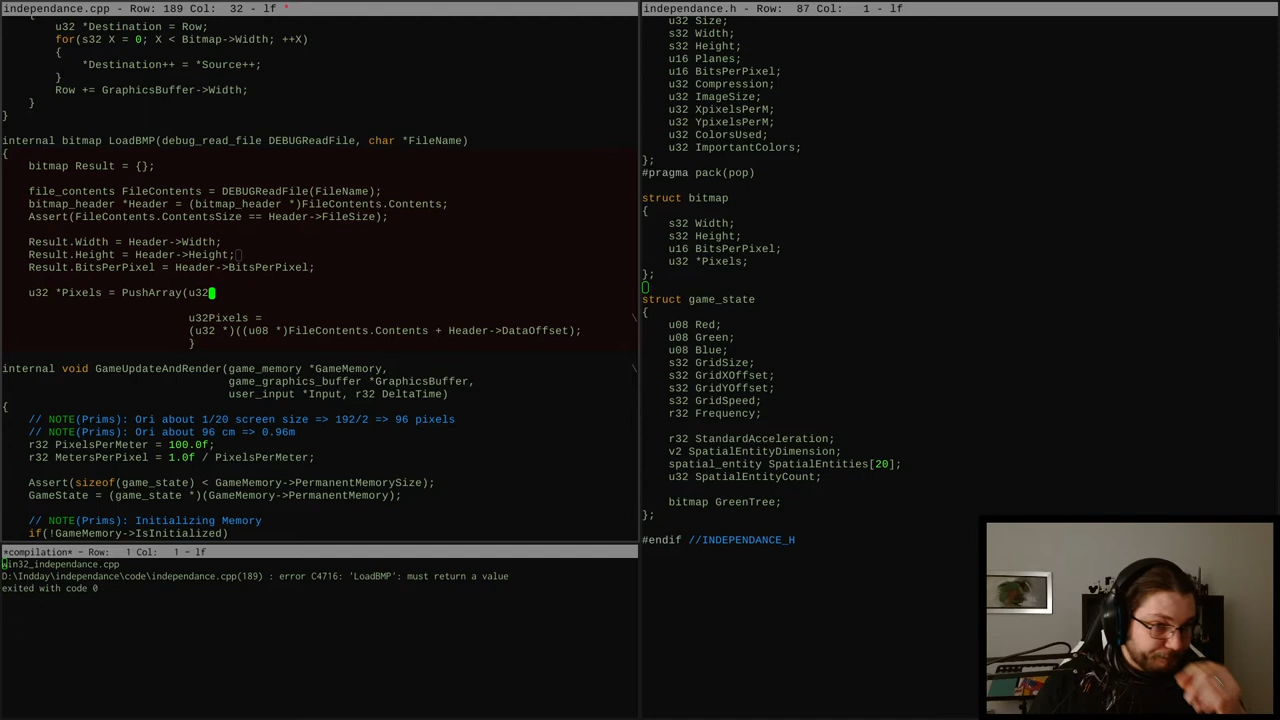 independance.cpp - Row: 189 Col:  32 - lf *
u32 *Destination = Row;
for(s32 X = 0; X < Bitmap->Width; ++X)
{
*Destination++ = *Source++;
}
Row += GraphicsBuffer->Width;
}
}
internal bitmap LoadBMP(debug_read_file DEBUGReadFile, char *FileName)
{
bitmap Result = {};
file_contents FileContents = DEBUGReadFile(FileName);
bitmap_header *Header = (bitmap_header *)FileContents.Contents;
Assert(FileContents.ContentsSize == Header->FileSize);
Result.Width = Header->Width;
Result.Height = Header->Height;
Result.BitsPerPixel = Header->BitsPerPixel;
u32 *Pixels = PushArray(u32
u32Pixels = \
(u32 *)((u08 *)FileContents.Contents + Header->DataOffset);
}
internal void GameUpdateAndRender(game_memory *GameMemory, \
game_graphics_buffer *GraphicsBuffer,
user_input *Input, r32 DeltaTime)
{
// NOTE(Prims): Ori about 1/20 screen size => 192/2 => 96 pixels
// NOTE(Prims): Ori about 96 cm => 0.96m
r32 PixelsPerMeter = 100.0f;
r32 MetersPerPixel = 1.0f / PixelsPerMeter;
Assert(sizeof(game_state) < GameMemory->PermanentMemorySize);
GameState = (game_state *)(GameMemory->PermanentMemory);
// NOTE(Prims): Initializing Memory
if(!GameMemory->IsInitialized)
*compilation* - Row:  1 Col:  1 - lf
win32_independance.cpp
D:\Indday\independance\code\independance.cpp(189) : error C4716: 'LoadBMP': must return a value
exited with code 0
independance.h - Row:  87 Col:  1 - lf
u32 Size;
s32 Width;
s32 Height;
u16 Planes;
u16 BitsPerPixel;
u32 Compression;
u32 ImageSize;
u32 XpixelsPerM;
u32 YpixelsPerM;
u32 ColorsUsed;
u32 ImportantColors;
};
#pragma pack(pop)
struct bitmap
{
s32 Width;
s32 Height;
u16 BitsPerPixel;
u32 *Pixels;
};
struct game_state
{
u08 Red;
u08 Green;
u08 Blue;
s32 GridSize;
s32 GridXOffset;
s32 GridYOffset;
s32 GridSpeed;
r32 Frequency;
r32 StandardAcceleration;
v2 SpatialEntityDimension;
spatial_entity SpatialEntities[20];
u32 SpatialEntityCount;
bitmap GreenTree;
};
#endif //INDEPENDANCE_H